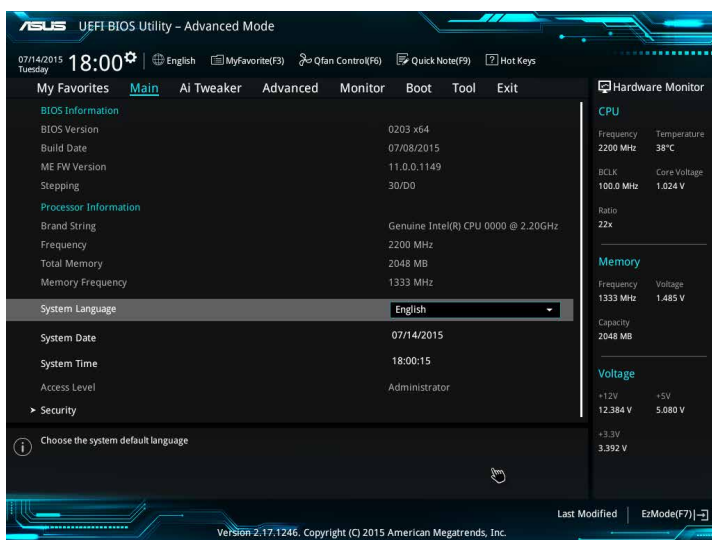 ASUS UEFI BIOS Utility – Advanced Mode
07/14/2015 Tuesday 18:00 English MyFavorite(F3) Qfan Control(F6) Quick Note(F9) ? Hot Keys
My Favorites Main Ai Tweaker Advanced Monitor Boot Tool Exit
BIOS Information
BIOS Version 0203 x64
Build Date 07/08/2015
ME FW Version 11.0.0.1149
Stepping 30/D0
Processor Information
Brand String Genuine Intel(R) CPU 0000 @ 2.20GHz
Frequency 2200 MHz
Total Memory 2048 MB
Memory Frequency 1333 MHz
System Language English
System Date 07/14/2015
System Time 18:00:15
Access Level Administrator
> Security
i Choose the system default language
Hardware Monitor
CPU
Frequency Temperature
2200 MHz 38°C
BCLK Core Voltage
100.0 MHz 1.024 V
Ratio
22x
Memory
Frequency Voltage
1333 MHz 1.485 V
Capacity
2048 MB
Voltage
+12V +5V
12.384 V 5.080 V
+3.3V
3.392 V
Last Modified EzMode(F7)
Version 2.17.1246. Copyright (C) 2015 American Megatrends, Inc.